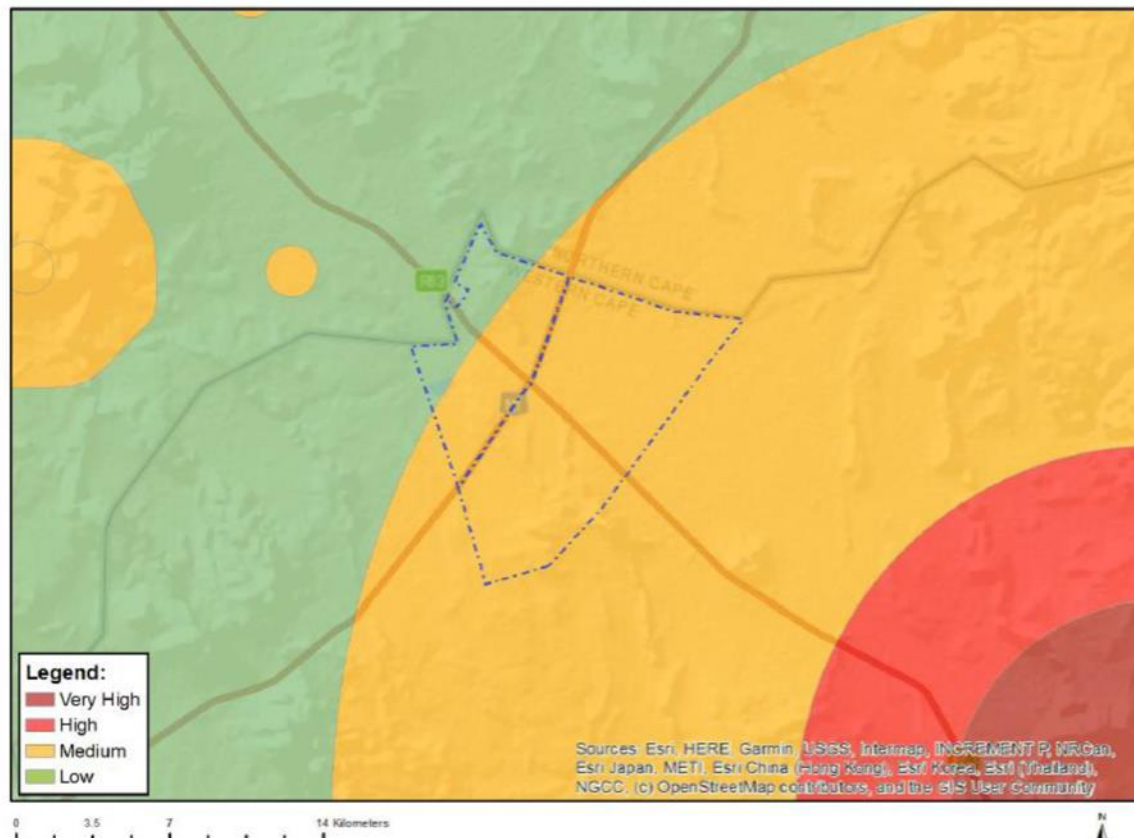 R63
NORTHERN CAPE
WESTERN CAPE
Legend:
Very High
High
Medium
Low
Sources: Esri, HERE, Garmin, USGS, Intermap, INCREMENT P, NRCan,
Esri Japan, METI, Esri China (Hong Kong), Esri Korea, Esri (Thailand),
NGCC, (c) OpenStreetMap contributors, and the GIS User Community
0 3.5 7 14 Kilometers
N